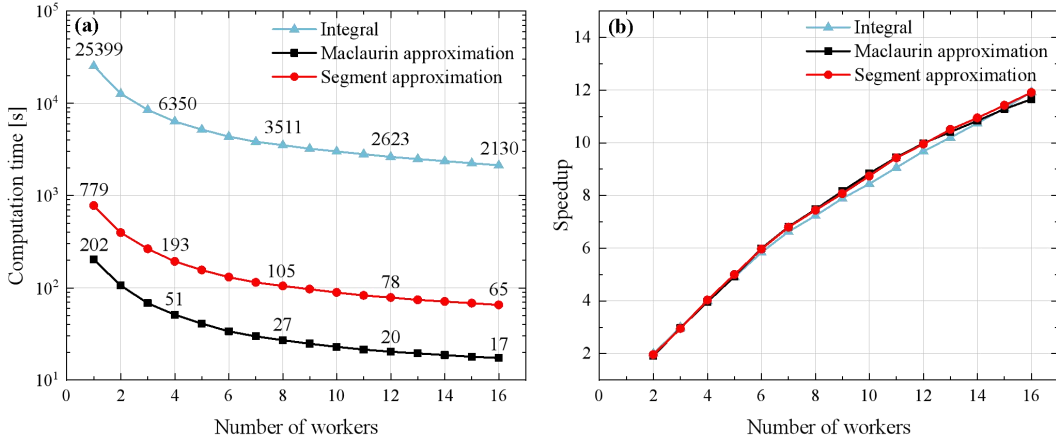 (a)
Integral
Maclaurin approximation
Segment approximation
10^5
10^4
10^3
10^2
10^1
Computation time [s]
25399
6350
3511
2623
2130
779
193
105
78
65
202
51
27
20
17
0 2 4 6 8 10 12 14 16
Number of workers
(b)
Integral
Maclaurin approximation
Segment approximation
14
12
10
8
6
4
2
Speedup
0 2 4 6 8 10 12 14 16
Number of workers